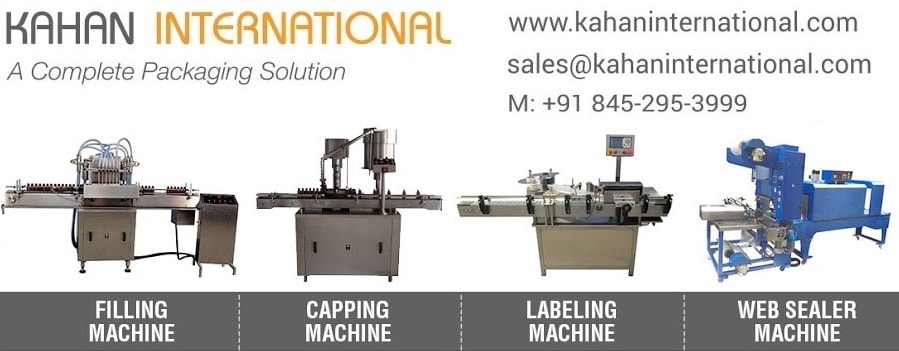 KAHAN INTERNATIONAL
A Complete Packaging Solution
www.kahaninternational.com
sales@kahaninternational.com
M: +91 845-295-3999
FILLING
MACHINE
CAPPING
MACHINE
LABELING
MACHINE
WEB SEALER
MACHINE